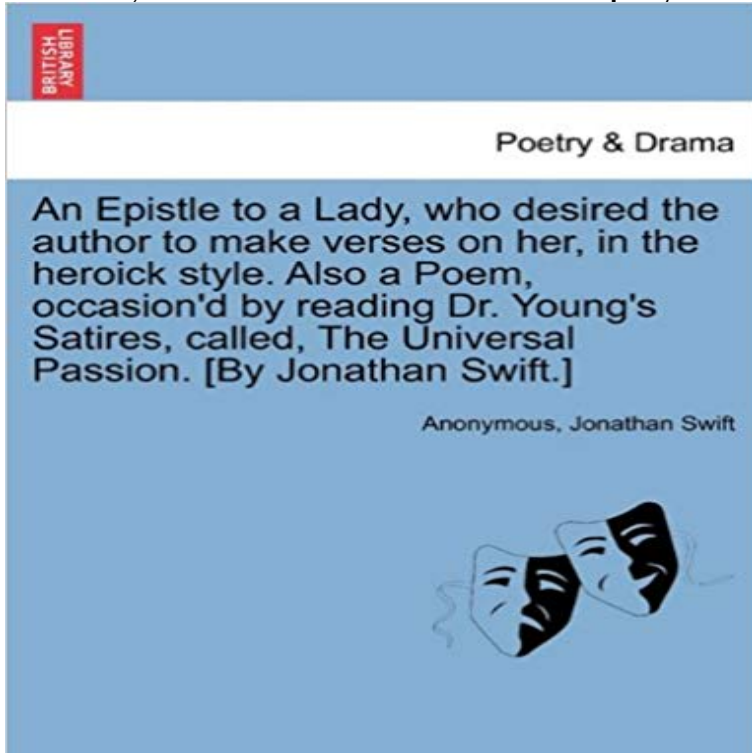 BRITISH
LIBRARY
Poetry & Drama
An Epistle to a Lady, who desired the
author to make verses on her, in the
heroick style. Also a Poem,
occasion'd by reading Dr. Young's
Satires, called, The Universal
Passion. [By Jonathan Swift.]
Anonymous, Jonathan Swift